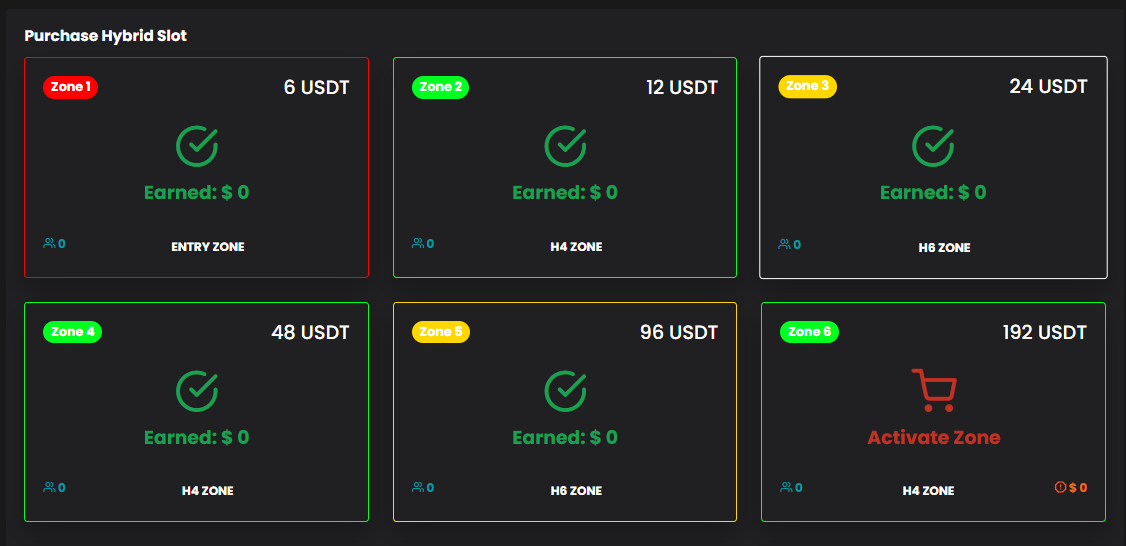 Purchase Hybrid Slot
Zone 1 6 USDT
Earned: $ 0
0 ENTRY ZONE
Zone 2 12 USDT
Earned: $ 0
0 H4 ZONE
Zone 3 24 USDT
Earned: $ 0
0 H6 ZONE
Zone 4 48 USDT
Earned: $ 0
0 H4 ZONE
Zone 5 96 USDT
Earned: $ 0
0 H6 ZONE
Zone 6 192 USDT
Activate Zone
0 H4 ZONE $ 0